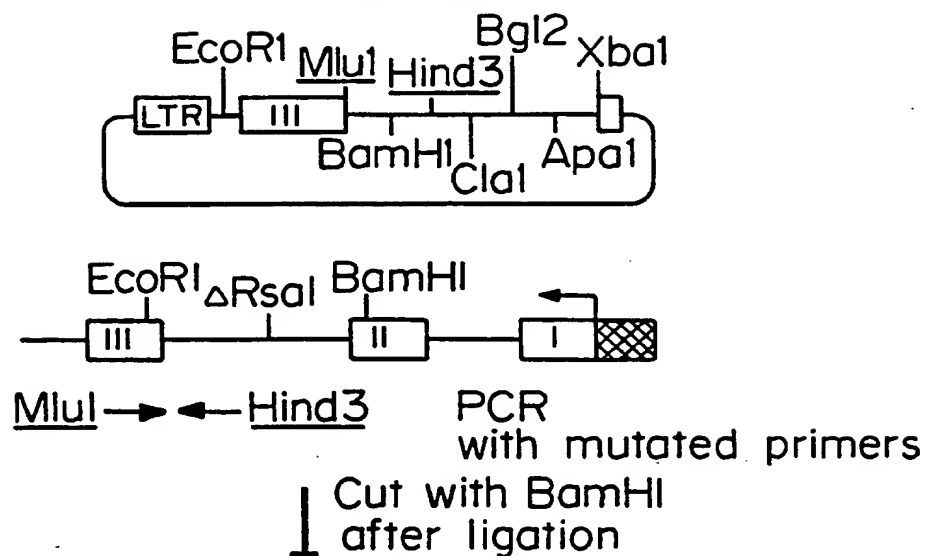 EcoR1 Mlu1 Hind3 Bgl2 Xba1
LTR III
BamH1 Cla1 Apa1
EcoR1 △RsaI BamHI
III II I
MluI Hind3 PCR
with mutated primers
Cut with BamHI
after ligation